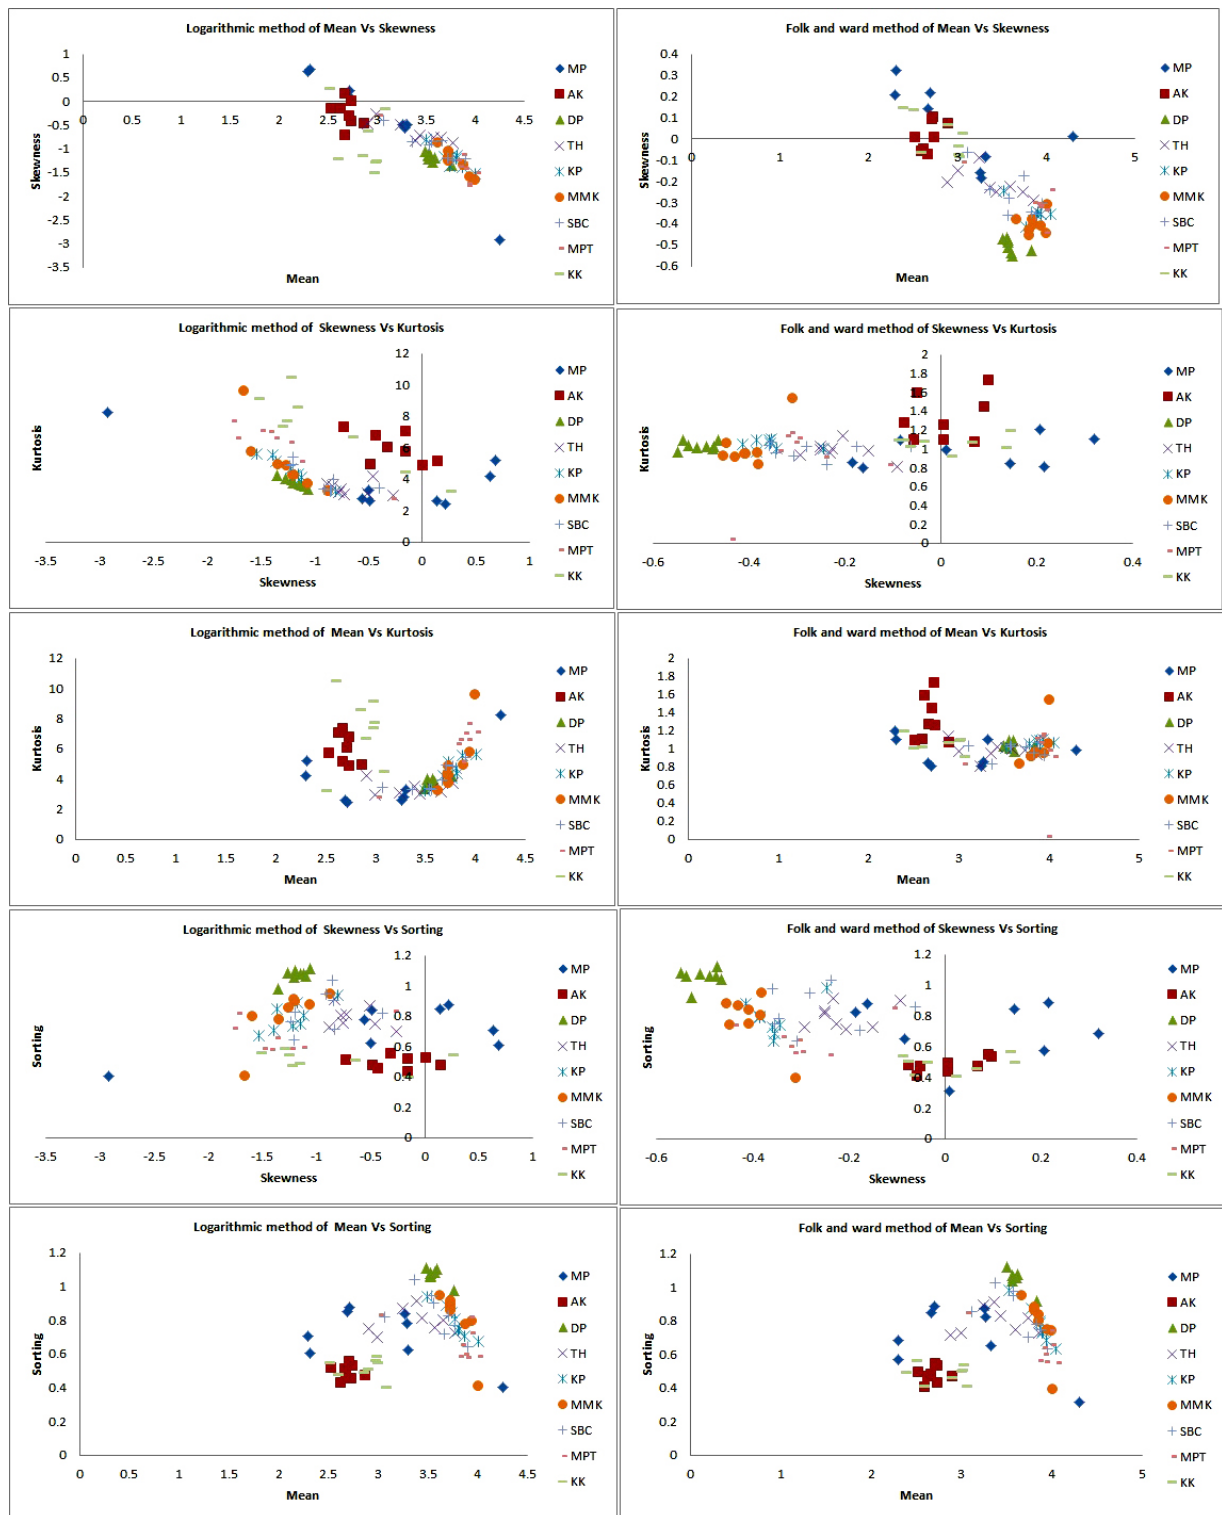 Logarithmic method of Mean Vs Skewness
1
0.5
0
-0.5
-1
-1.5
-2
-2.5
-3
-3.5
0 0.5 1 1.5 2 2.5 3 3.5 4 4.5
Skewness
Mean
MP
AK
DP
TH
KP
MMK
SBC
MPT
KK
Folk and ward method of Mean Vs Skewness
0.4
0.3
0.2
0.1
0
-0.1
-0.2
-0.3
-0.4
-0.5
-0.6
0 1 2 3 4 5
Skewness
Mean
MP
AK
DP
TH
KP
MMK
SBC
MPT
KK
Logarithmic method of Skewness Vs Kurtosis
12
10
8
6
4
2
0
-3.5 -3 -2.5 -2 -1.5 -1 -0.5 0 0.5 1
Kurtosis
Skewness
MP
AK
DP
TH
KP
MMK
SBC
MPT
KK
Folk and ward method of Skewness Vs Kurtosis
2
1.8
1.6
1.4
1.2
1
0.8
0.6
0.4
0.2
0
-0.6 -0.4 -0.2 0 0.2 0.4
Kurtosis
Skewness
MP
AK
DP
TH
KP
MMK
SBC
MPT
KK
Logarithmic method of Mean Vs Kurtosis
12
10
8
6
4
2
0
0 0.5 1 1.5 2 2.5 3 3.5 4 4.5
Kurtosis
Mean
MP
AK
DP
TH
KP
MMK
SBC
MPT
KK
Folk and ward method of Mean Vs Kurtosis
2
1.8
1.6
1.4
1.2
1
0.8
0.6
0.4
0.2
0
0 1 2 3 4 5
Kurtosis
Mean
MP
AK
DP
TH
KP
MMK
SBC
MPT
KK
Logarithmic method of Skewness Vs Sorting
1.2
1
0.8
0.6
0.4
0.2
0
-3.5 -3 -2.5 -2 -1.5 -1 -0.5 0 0.5 1
Sorting
Skewness
MP
AK
DP
TH
KP
MMK
SBC
MPT
KK
Folk and ward method of Skewness Vs Sorting
1.2
1
0.8
0.6
0.4
0.2
0
-0.6 -0.4 -0.2 0 0.2 0.4
Sorting
Skewness
MP
AK
DP
TH
KP
MMK
SBC
MPT
KK
Logarithmic method of Mean Vs Sorting
1.2
1
0.8
0.6
0.4
0.2
0
0 0.5 1 1.5 2 2.5 3 3.5 4 4.5
Sorting
Mean
MP
AK
DP
TH
KP
MMK
SBC
MPT
KK
Folk and ward method of Mean Vs Sorting
1.2
1
0.8
0.6
0.4
0.2
0
0 1 2 3 4 5
Sorting
Mean
MP
AK
DP
TH
KP
MMK
SBC
MPT
KK